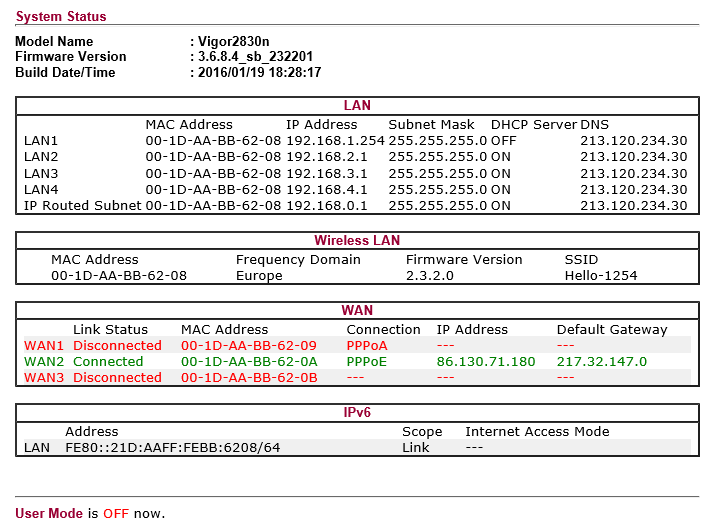 System Status
Model Name : Vigor2830n
Firmware Version : 3.6.8.4_sb_232201
Build Date/Time : 2016/01/19 18:28:17
LAN
MAC Address IP Address Subnet Mask DHCP Server DNS
LAN1 00-1D-AA-BB-62-08 192.168.1.254 255.255.255.0 OFF 213.120.234.30
LAN2 00-1D-AA-BB-62-08 192.168.2.1 255.255.255.0 ON 213.120.234.30
LAN3 00-1D-AA-BB-62-08 192.168.3.1 255.255.255.0 ON 213.120.234.30
LAN4 00-1D-AA-BB-62-08 192.168.4.1 255.255.255.0 ON 213.120.234.30
IP Routed Subnet 00-1D-AA-BB-62-08 192.168.0.1 255.255.255.0 ON 213.120.234.30
Wireless LAN
MAC Address Frequency Domain Firmware Version SSID
00-1D-AA-BB-62-08 Europe 2.3.2.0 Hello-1254
WAN
Link Status MAC Address Connection IP Address Default Gateway
WAN1 Disconnected 00-1D-AA-BB-62-09 PPPoA --- ---
WAN2 Connected 00-1D-AA-BB-62-0A PPPoE 86.130.71.180 217.32.147.0
WAN3 Disconnected 00-1D-AA-BB-62-0B --- --- ---
IPv6
Address Scope Internet Access Mode
LAN FE80::21D:AAFF:FEBB:6208/64 Link ---
User Mode is OFF now.